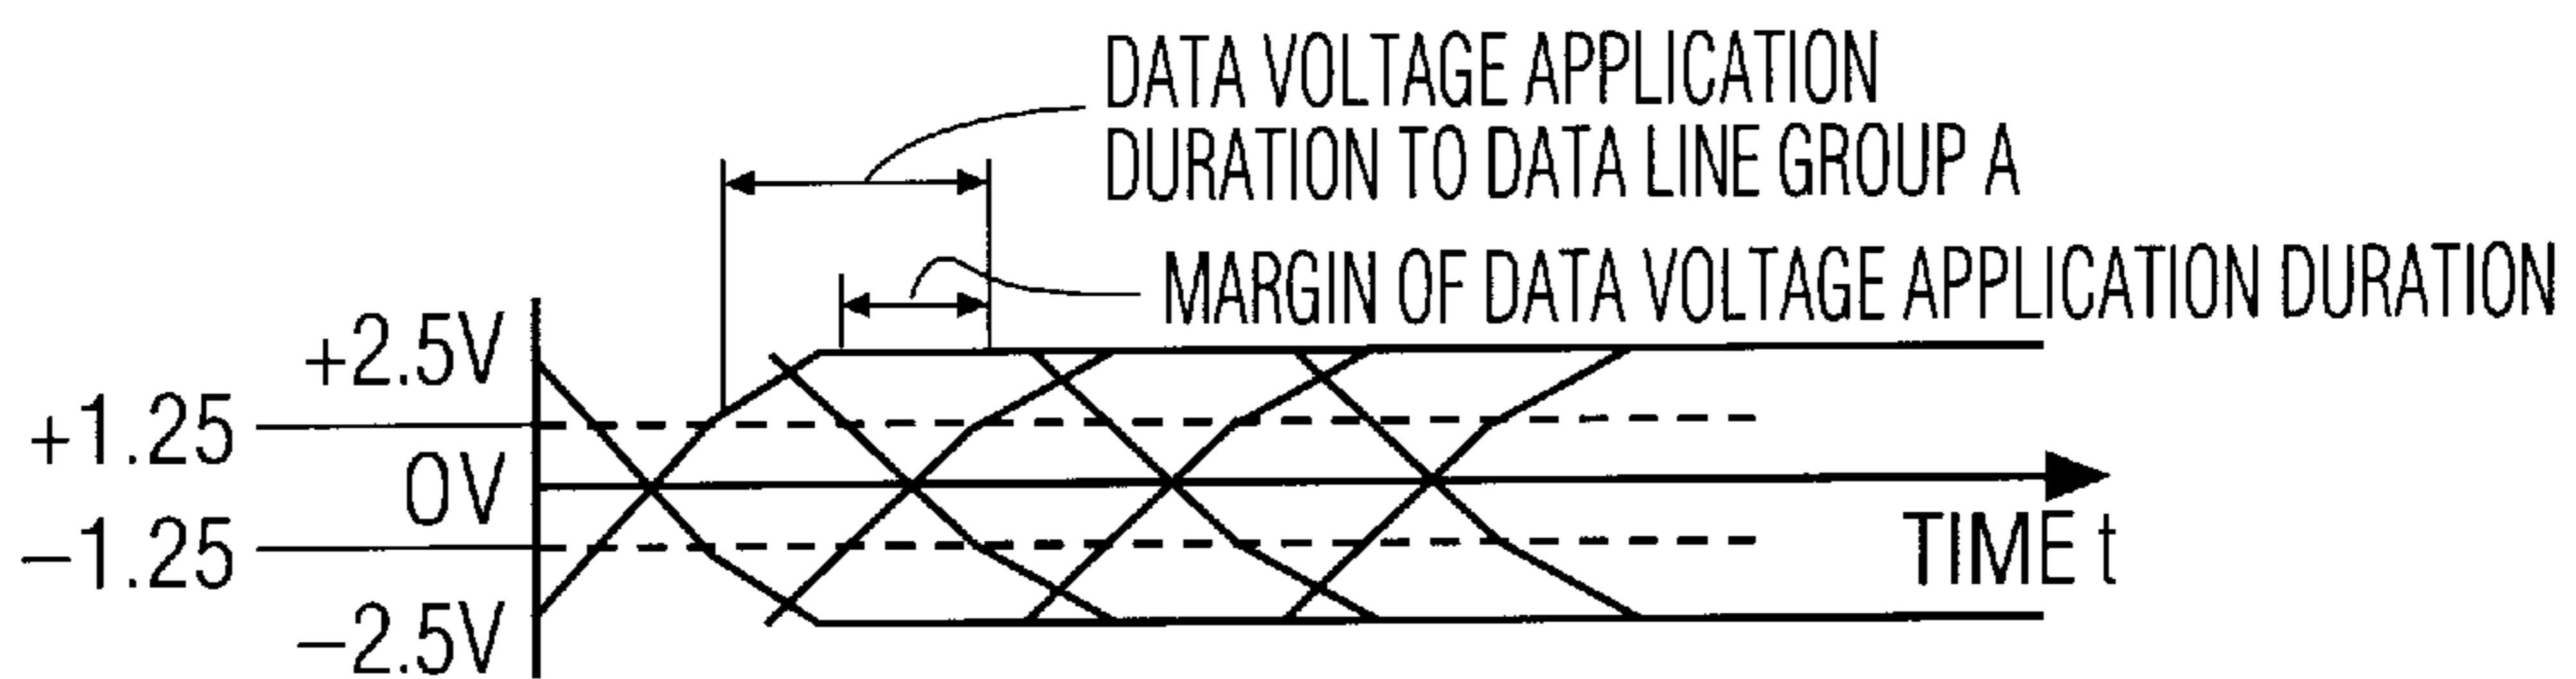 DATA VOLTAGE APPLICATION
DURATION TO DATA LINE GROUP A
MARGIN OF DATA VOLTAGE APPLICATION DURATION
+2.5V
+1.25
0V
−1.25
−2.5V
TIME t